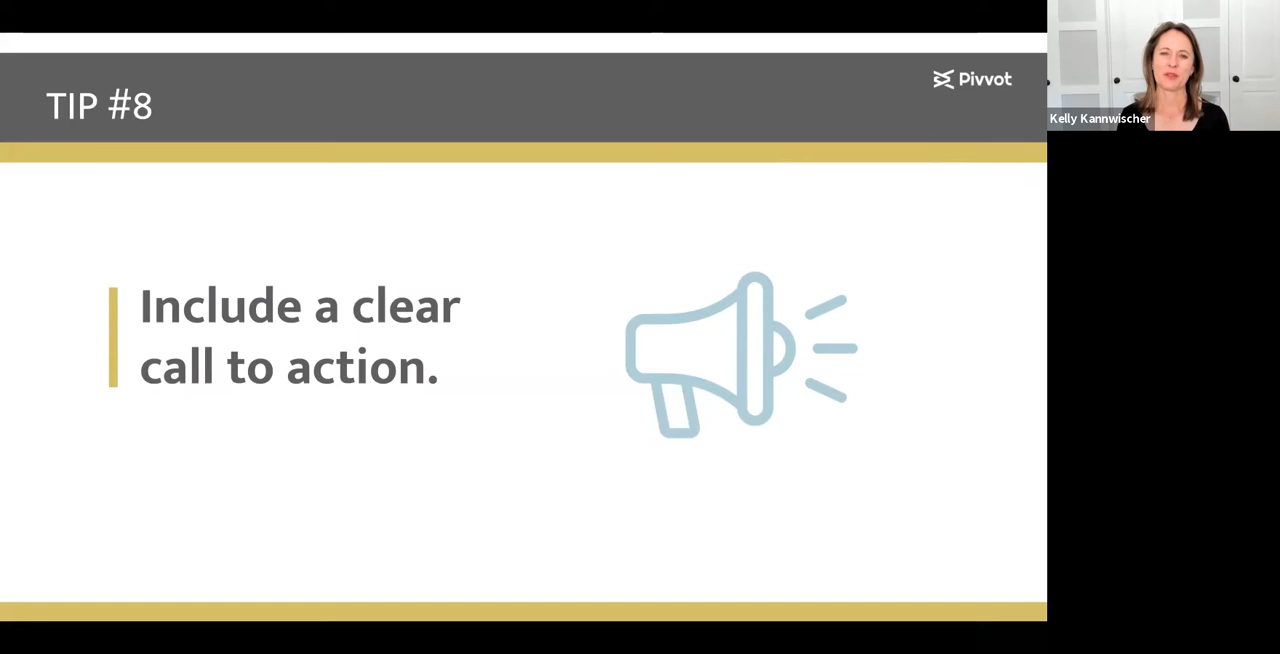 TIP #8
Pivvot
Include a clear
call to action.
Kelly Kannwischer